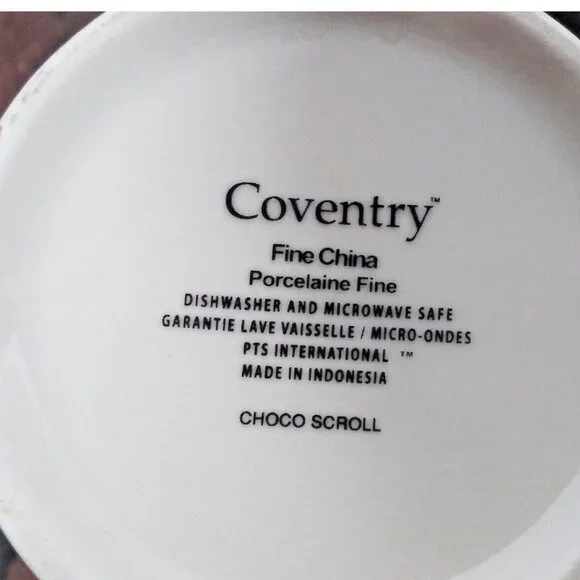 Coventry™
Fine China
Porcelaine Fine
DISHWASHER AND MICROWAVE SAFE
GARANTIE LAVE VAISSELLE / MICRO-ONDES
PTS INTERNATIONAL ™
MADE IN INDONESIA
CHOCO SCROLL